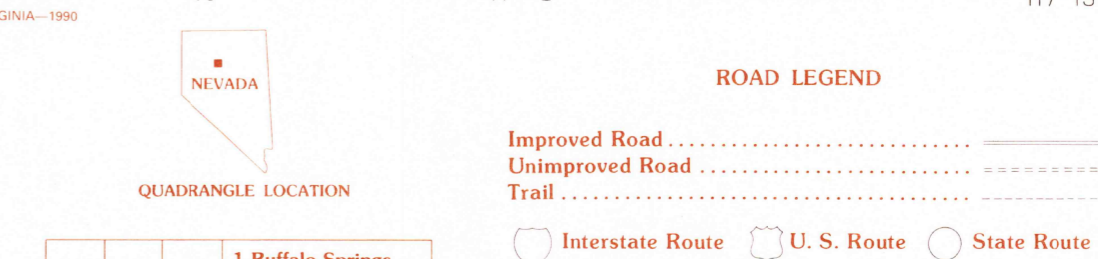 GINIA—1990
NEVADA
QUADRANGLE LOCATION
1 Buffalo Springs
ROAD LEGEND
Improved Road
Unimproved Road
Trail
Interstate Route
U. S. Route
State Route